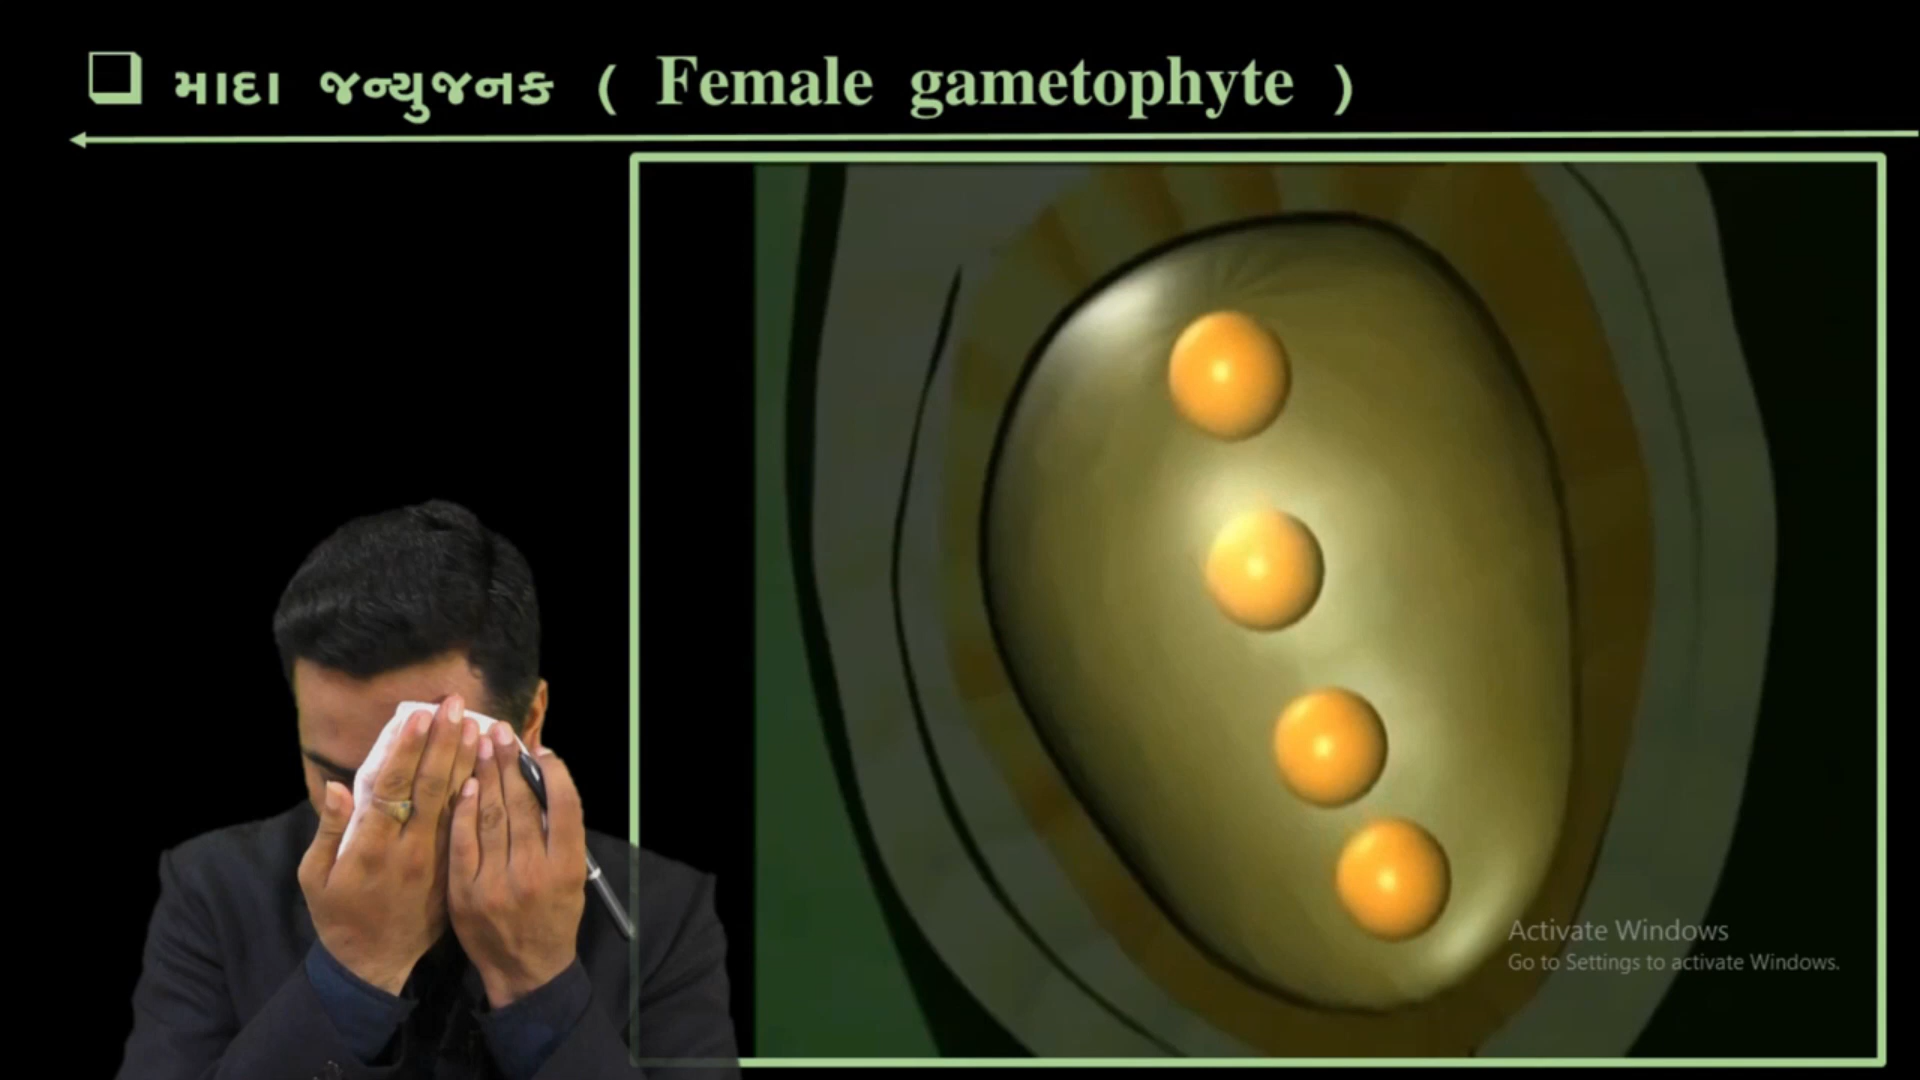 ❑ માદા જન્યુજનક ( Female gametophyte )
Activate Windows
Go to Settings to activate Windows.